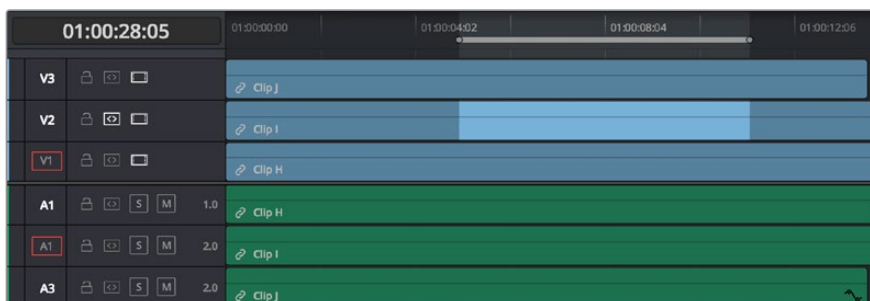 01:00:28:05
01:00:00:00 01:00:04:02 01:00:08:04 01:00:12:06
V3
Clip J
V2
Clip I
V1
Clip H
A1 S M 1.0
Clip H
A1 S M 2.0
Clip I
A3 S M 2.0
Clip J